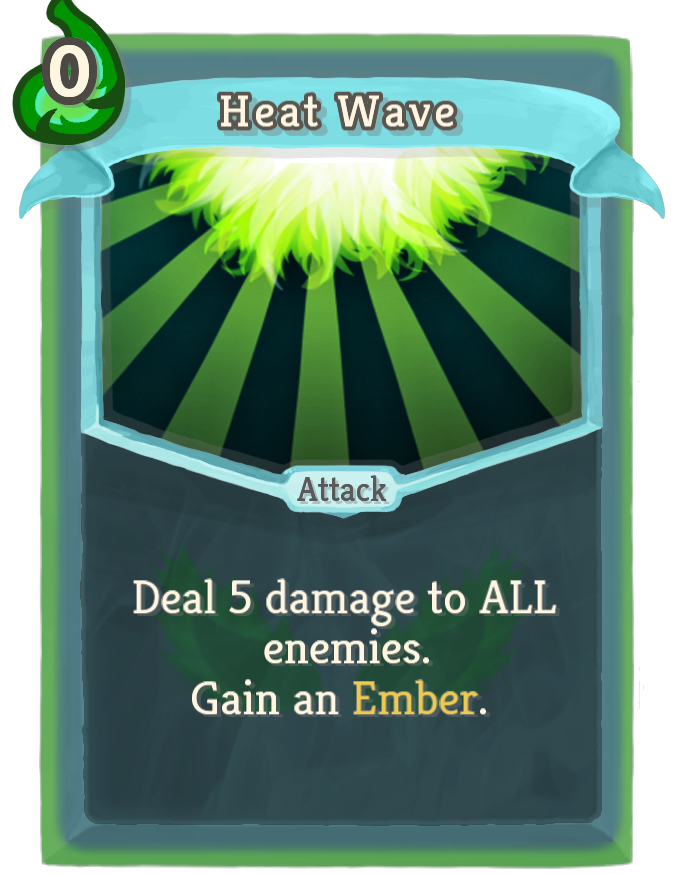 0
Heat Wave
Attack
Deal 5 damage to ALL
enemies.
Gain an Ember.